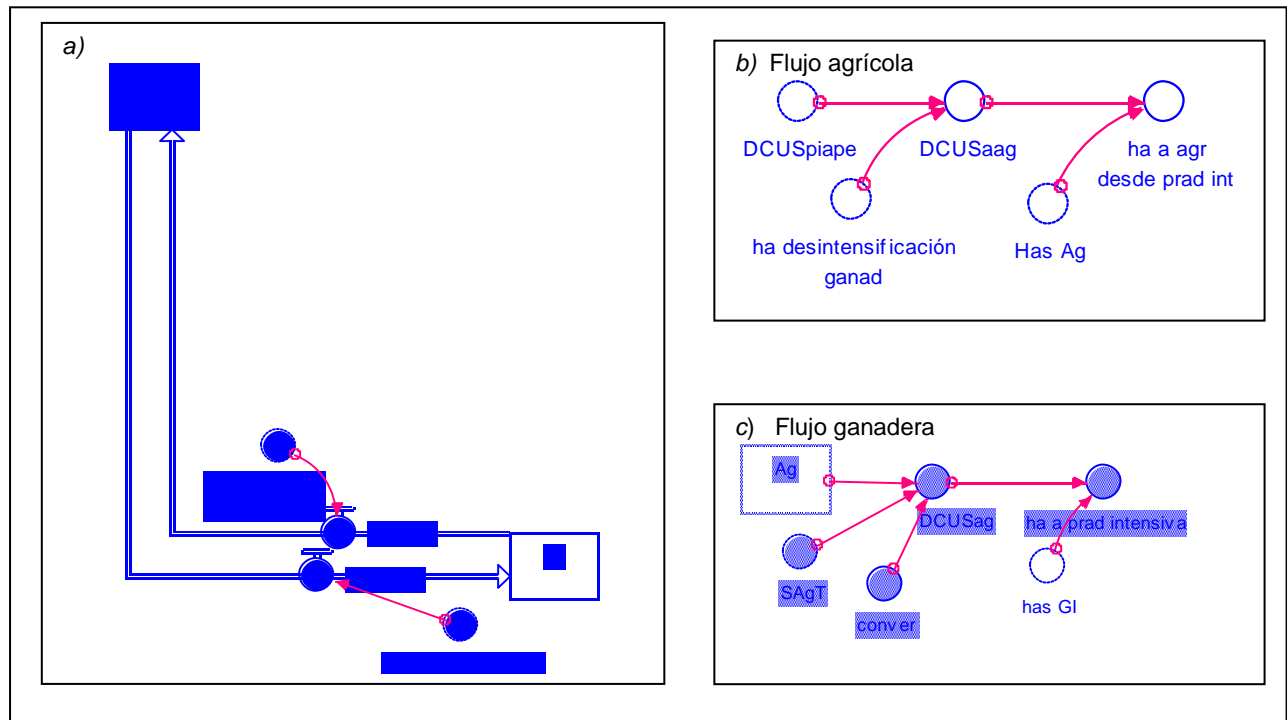 a)
b) Flujo agrícola
DCUSpiape
DCUSaag
ha a agr
desde prad int
ha desintensificación
ganad
Has Ag
c) Flujo ganadera
Ag
DCUSag
ha a prad intensiva
SAgT
conver
has GI